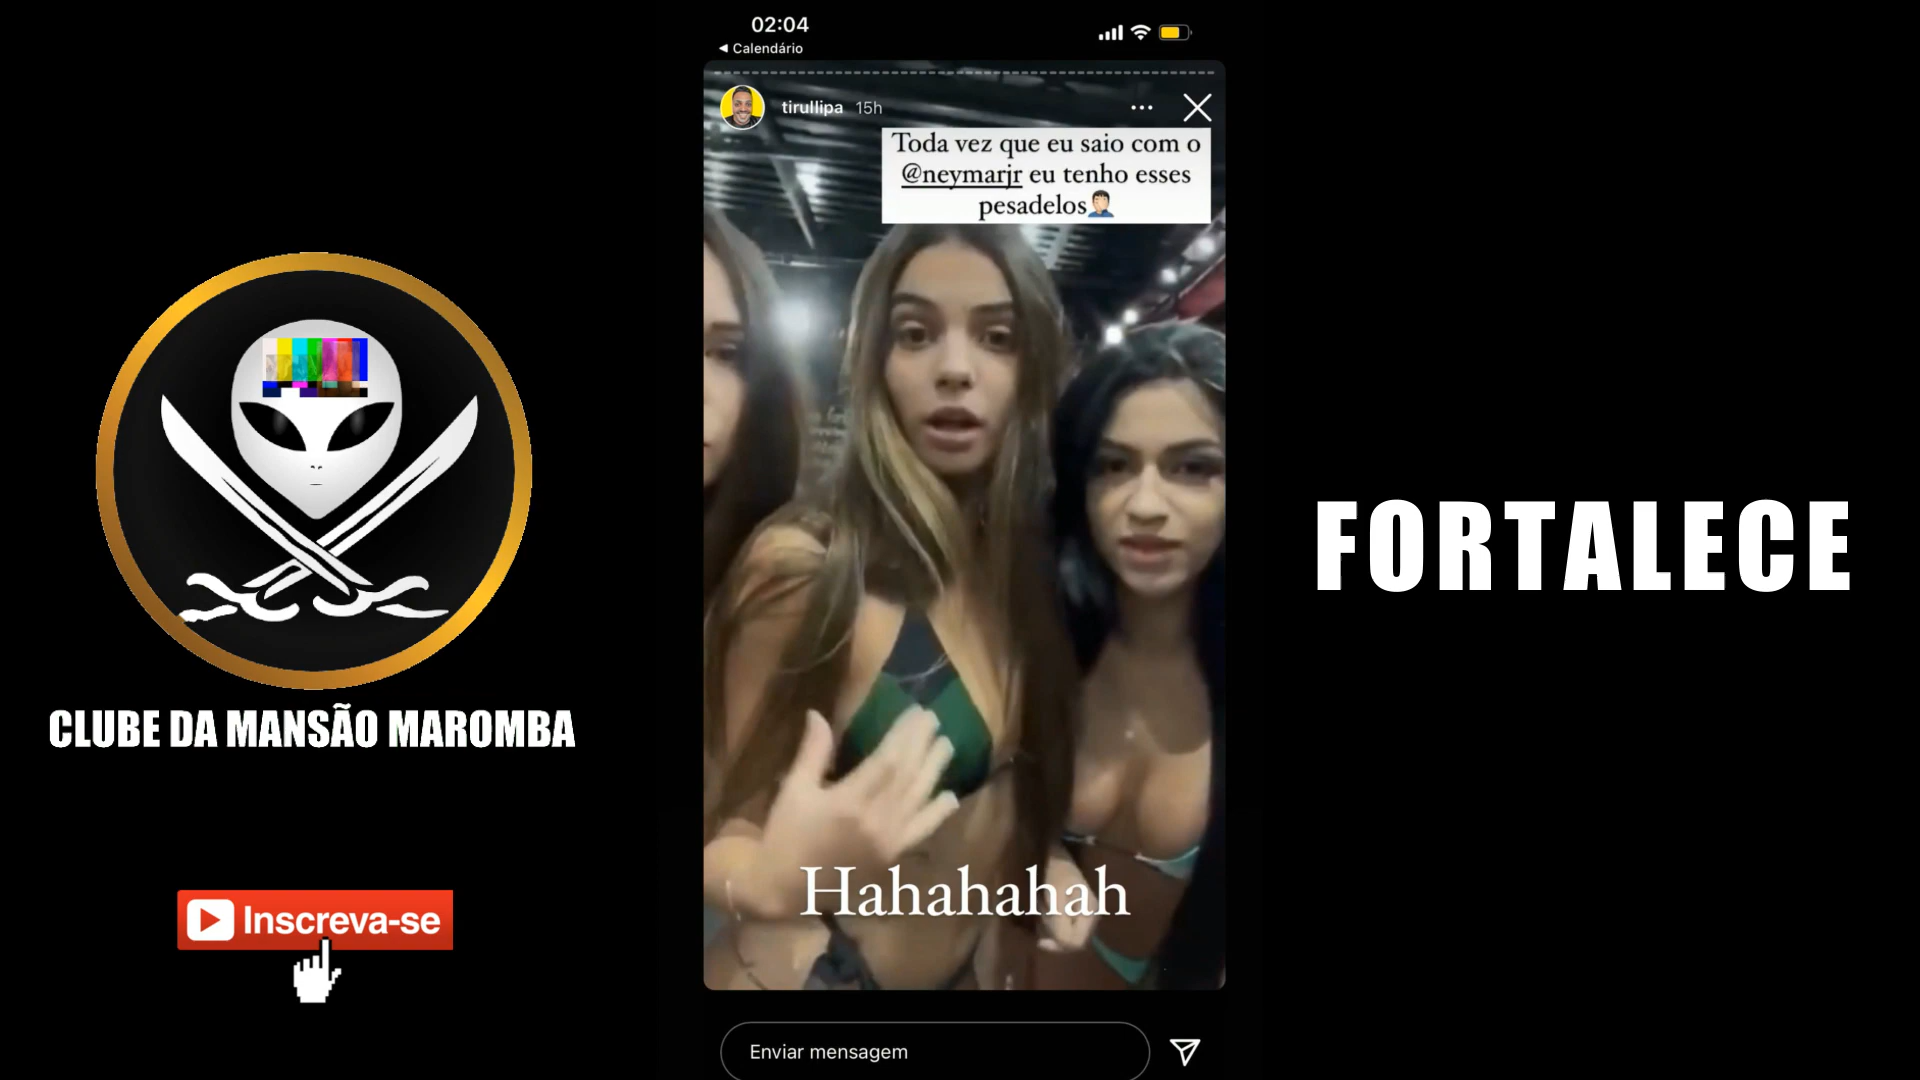 02:04
Calendário
tirullipa 15h
Toda vez que eu saio com o
@neymarjr eu tenho esses
pesadelos
Hahahahah
Enviar mensagem
CLUBE DA MANSÃO MAROMBA
Inscreva-se
FORTALECE